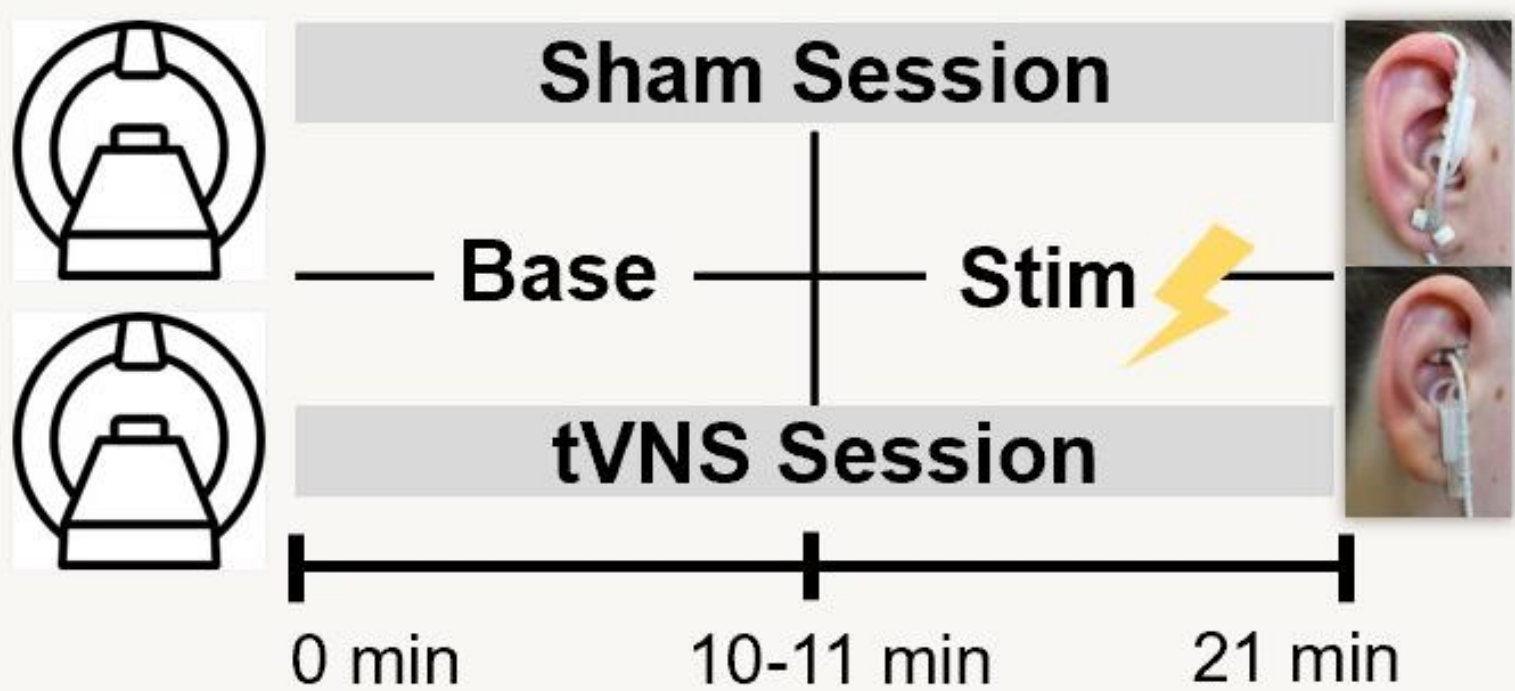 Sham Session
Base Stim
tVNS Session
0 min 10-11 min 21 min